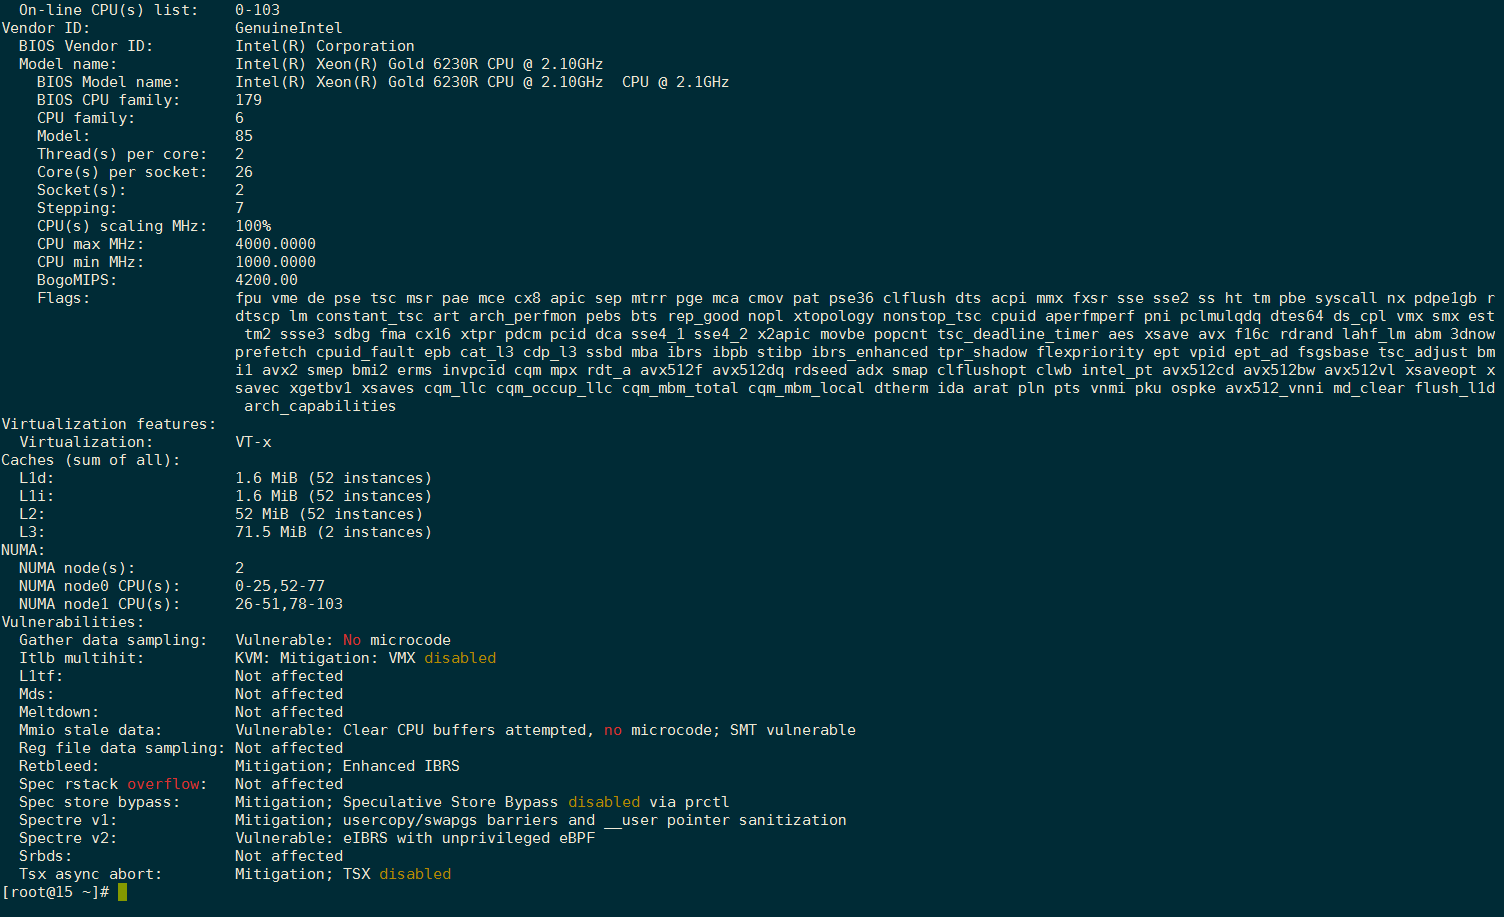 On-line CPU(s) list: 0-103
Vendor ID: GenuineIntel
BIOS Vendor ID: Intel(R) Corporation
Model name: Intel(R) Xeon(R) Gold 6230R CPU @ 2.10GHz
BIOS Model name: Intel(R) Xeon(R) Gold 6230R CPU @ 2.10GHz  CPU @ 2.1GHz
BIOS CPU family: 179
CPU family: 6
Model: 85
Thread(s) per core: 2
Core(s) per socket: 26
Socket(s): 2
Stepping: 7
CPU(s) scaling MHz: 100%
CPU max MHz: 4000.0000
CPU min MHz: 1000.0000
BogoMIPS: 4200.00
Flags: fpu vme de pse tsc msr pae mce cx8 apic sep mtrr pge mca cmov pat pse36 clflush dts acpi mmx fxsr sse sse2 ss ht tm pbe syscall nx pdpe1gb r
dtscp lm constant_tsc art arch_perfmon pebs bts rep_good nopl xtopology nonstop_tsc cpuid aperfmperf pni pclmulqdq dtes64 ds_cpl vmx smx est
tm2 ssse3 sdbg fma cx16 xtpr pdcm pcid dca sse4_1 sse4_2 x2apic movbe popcnt tsc_deadline_timer aes xsave avx f16c rdrand lahf_lm abm 3dnow
prefetch cpuid_fault epb cat_l3 cdp_l3 ssbd mba ibrs ibpb stibp ibrs_enhanced tpr_shadow flexpriority ept vpid ept_ad fsgsbase tsc_adjust bm
i1 avx2 smep bmi2 erms invpcid cqm mpx rdt_a avx512f avx512dq rdseed adx smap clflushopt clwb intel_pt avx512cd avx512bw avx512vl xsaveopt x
savec xgetbv1 xsaves cqm_llc cqm_occup_llc cqm_mbm_total cqm_mbm_local dtherm ida arat pln pts vnmi pku ospke avx512_vnni md_clear flush_l1d
arch_capabilities
Virtualization features:
Virtualization: VT-x
Caches (sum of all):
L1d: 1.6 MiB (52 instances)
L1i: 1.6 MiB (52 instances)
L2: 52 MiB (52 instances)
L3: 71.5 MiB (2 instances)
NUMA:
NUMA node(s): 2
NUMA node0 CPU(s): 0-25,52-77
NUMA node1 CPU(s): 26-51,78-103
Vulnerabilities:
Gather data sampling: Vulnerable: No microcode
Itlb multihit: KVM: Mitigation: VMX disabled
L1tf: Not affected
Mds: Not affected
Meltdown: Not affected
Mmio stale data: Vulnerable: Clear CPU buffers attempted, no microcode; SMT vulnerable
Reg file data sampling: Not affected
Retbleed: Mitigation; Enhanced IBRS
Spec rstack overflow: Not affected
Spec store bypass: Mitigation; Speculative Store Bypass disabled via prctl
Spectre v1: Mitigation; usercopy/swapgs barriers and __user pointer sanitization
Spectre v2: Vulnerable: eIBRS with unprivileged eBPF
Srbds: Not affected
Tsx async abort: Mitigation; TSX disabled
[root@15 ~]#